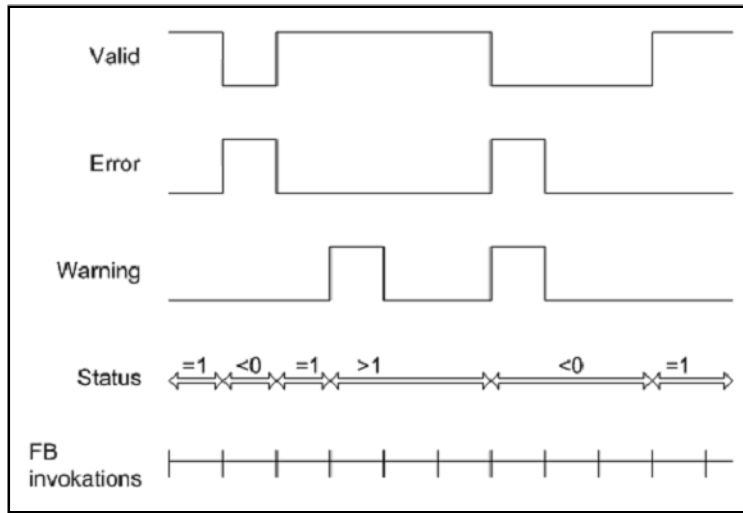 Valid
Error
Warning
Status =1 <0 =1 >1 <0 =1
FB
invokations